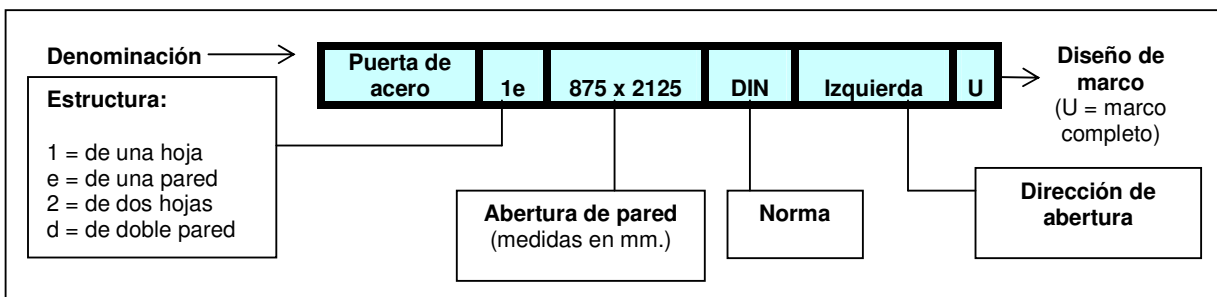 Denominación
Puerta de
acero
1e
875 x 2125
DIN
Izquierda
U
Diseño de
marco
(U = marco
completo)
Estructura:
1 = de una hoja
e = de una pared
2 = de dos hojas
d = de doble pared
Abertura de pared
(medidas en mm.)
Norma
Dirección de
abertura